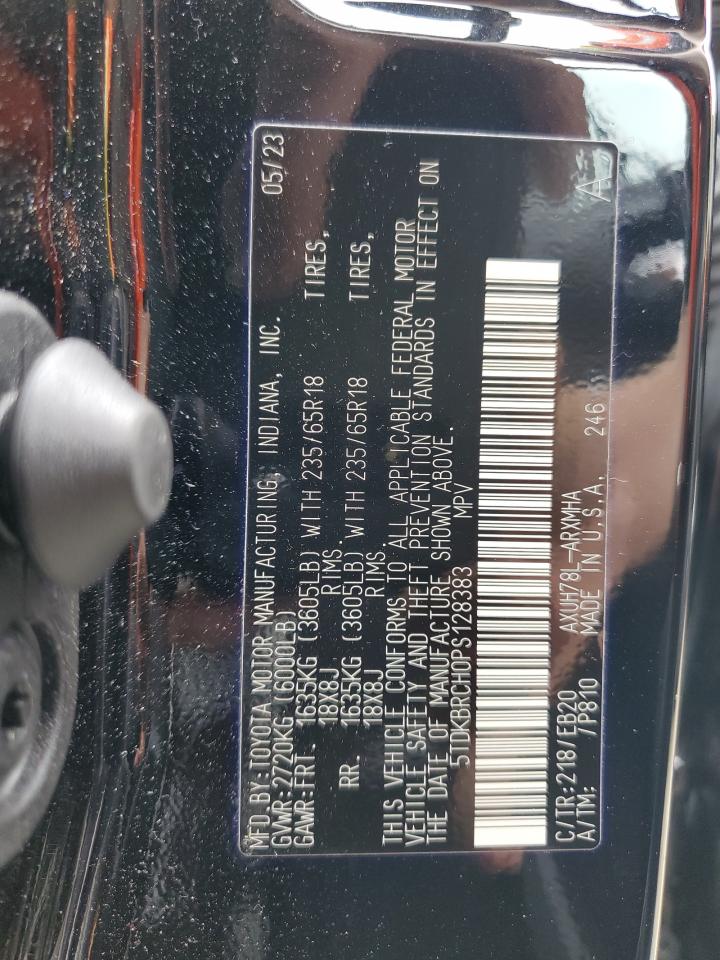 MFD. BY: TOYOTA MOTOR MANUFACTURING, INDIANA, INC. 05/23
GVWR: 2720KG (6000LB)
GAWR: FRT. 1635KG (3605LB) WITH 235/65R18 TIRES,
18X8J RIMS.
RR. 1635KG (3605LB) WITH 235/65R18 TIRES,
18X8J RIMS.
THIS VEHICLE CONFORMS TO ALL APPLICABLE FEDERAL MOTOR
VEHICLE SAFETY AND THEFT PREVENTION STANDARDS IN EFFECT ON
THE DATE OF MANUFACTURE SHOWN ABOVE.
5TDKBRCH0PS128383 MPV
C/TR: 218/EB20 AXUH78L-ARXMHA
A/TM: /P810 MADE IN U.S.A. 246